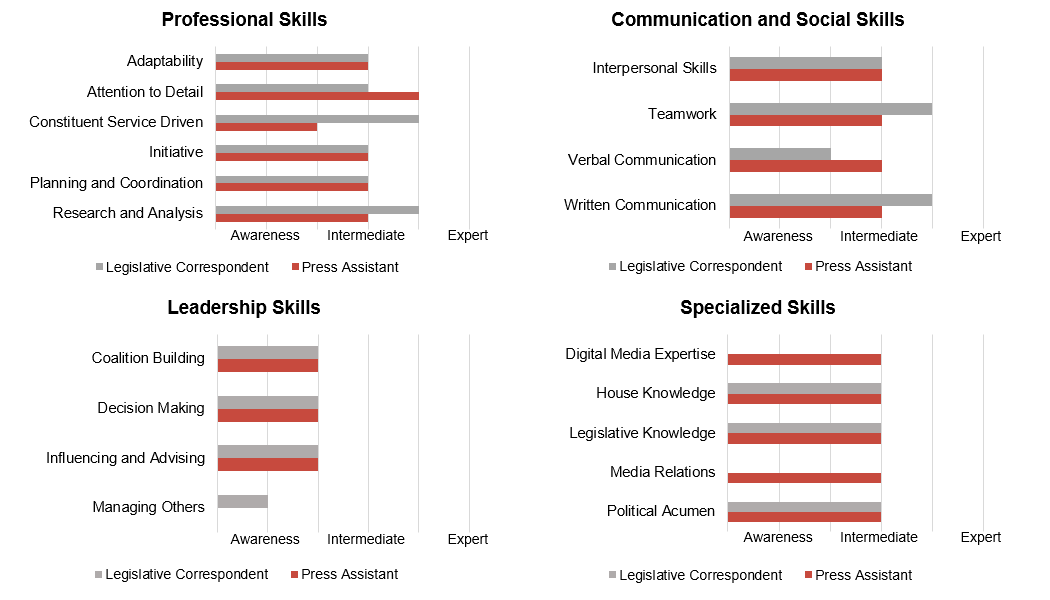 Professional Skills
Adaptability
Attention to Detail
Constituent Service Driven
Initiative
Planning and Coordination
Research and Analysis
Awareness Intermediate Expert
Legislative Correspondent Press Assistant
Communication and Social Skills
Interpersonal Skills
Teamwork
Verbal Communication
Written Communication
Awareness Intermediate Expert
Legislative Correspondent Press Assistant
Leadership Skills
Coalition Building
Decision Making
Influencing and Advising
Managing Others
Awareness Intermediate Expert
Legislative Correspondent Press Assistant
Specialized Skills
Digital Media Expertise
House Knowledge
Legislative Knowledge
Media Relations
Political Acumen
Awareness Intermediate Expert
Legislative Correspondent Press Assistant